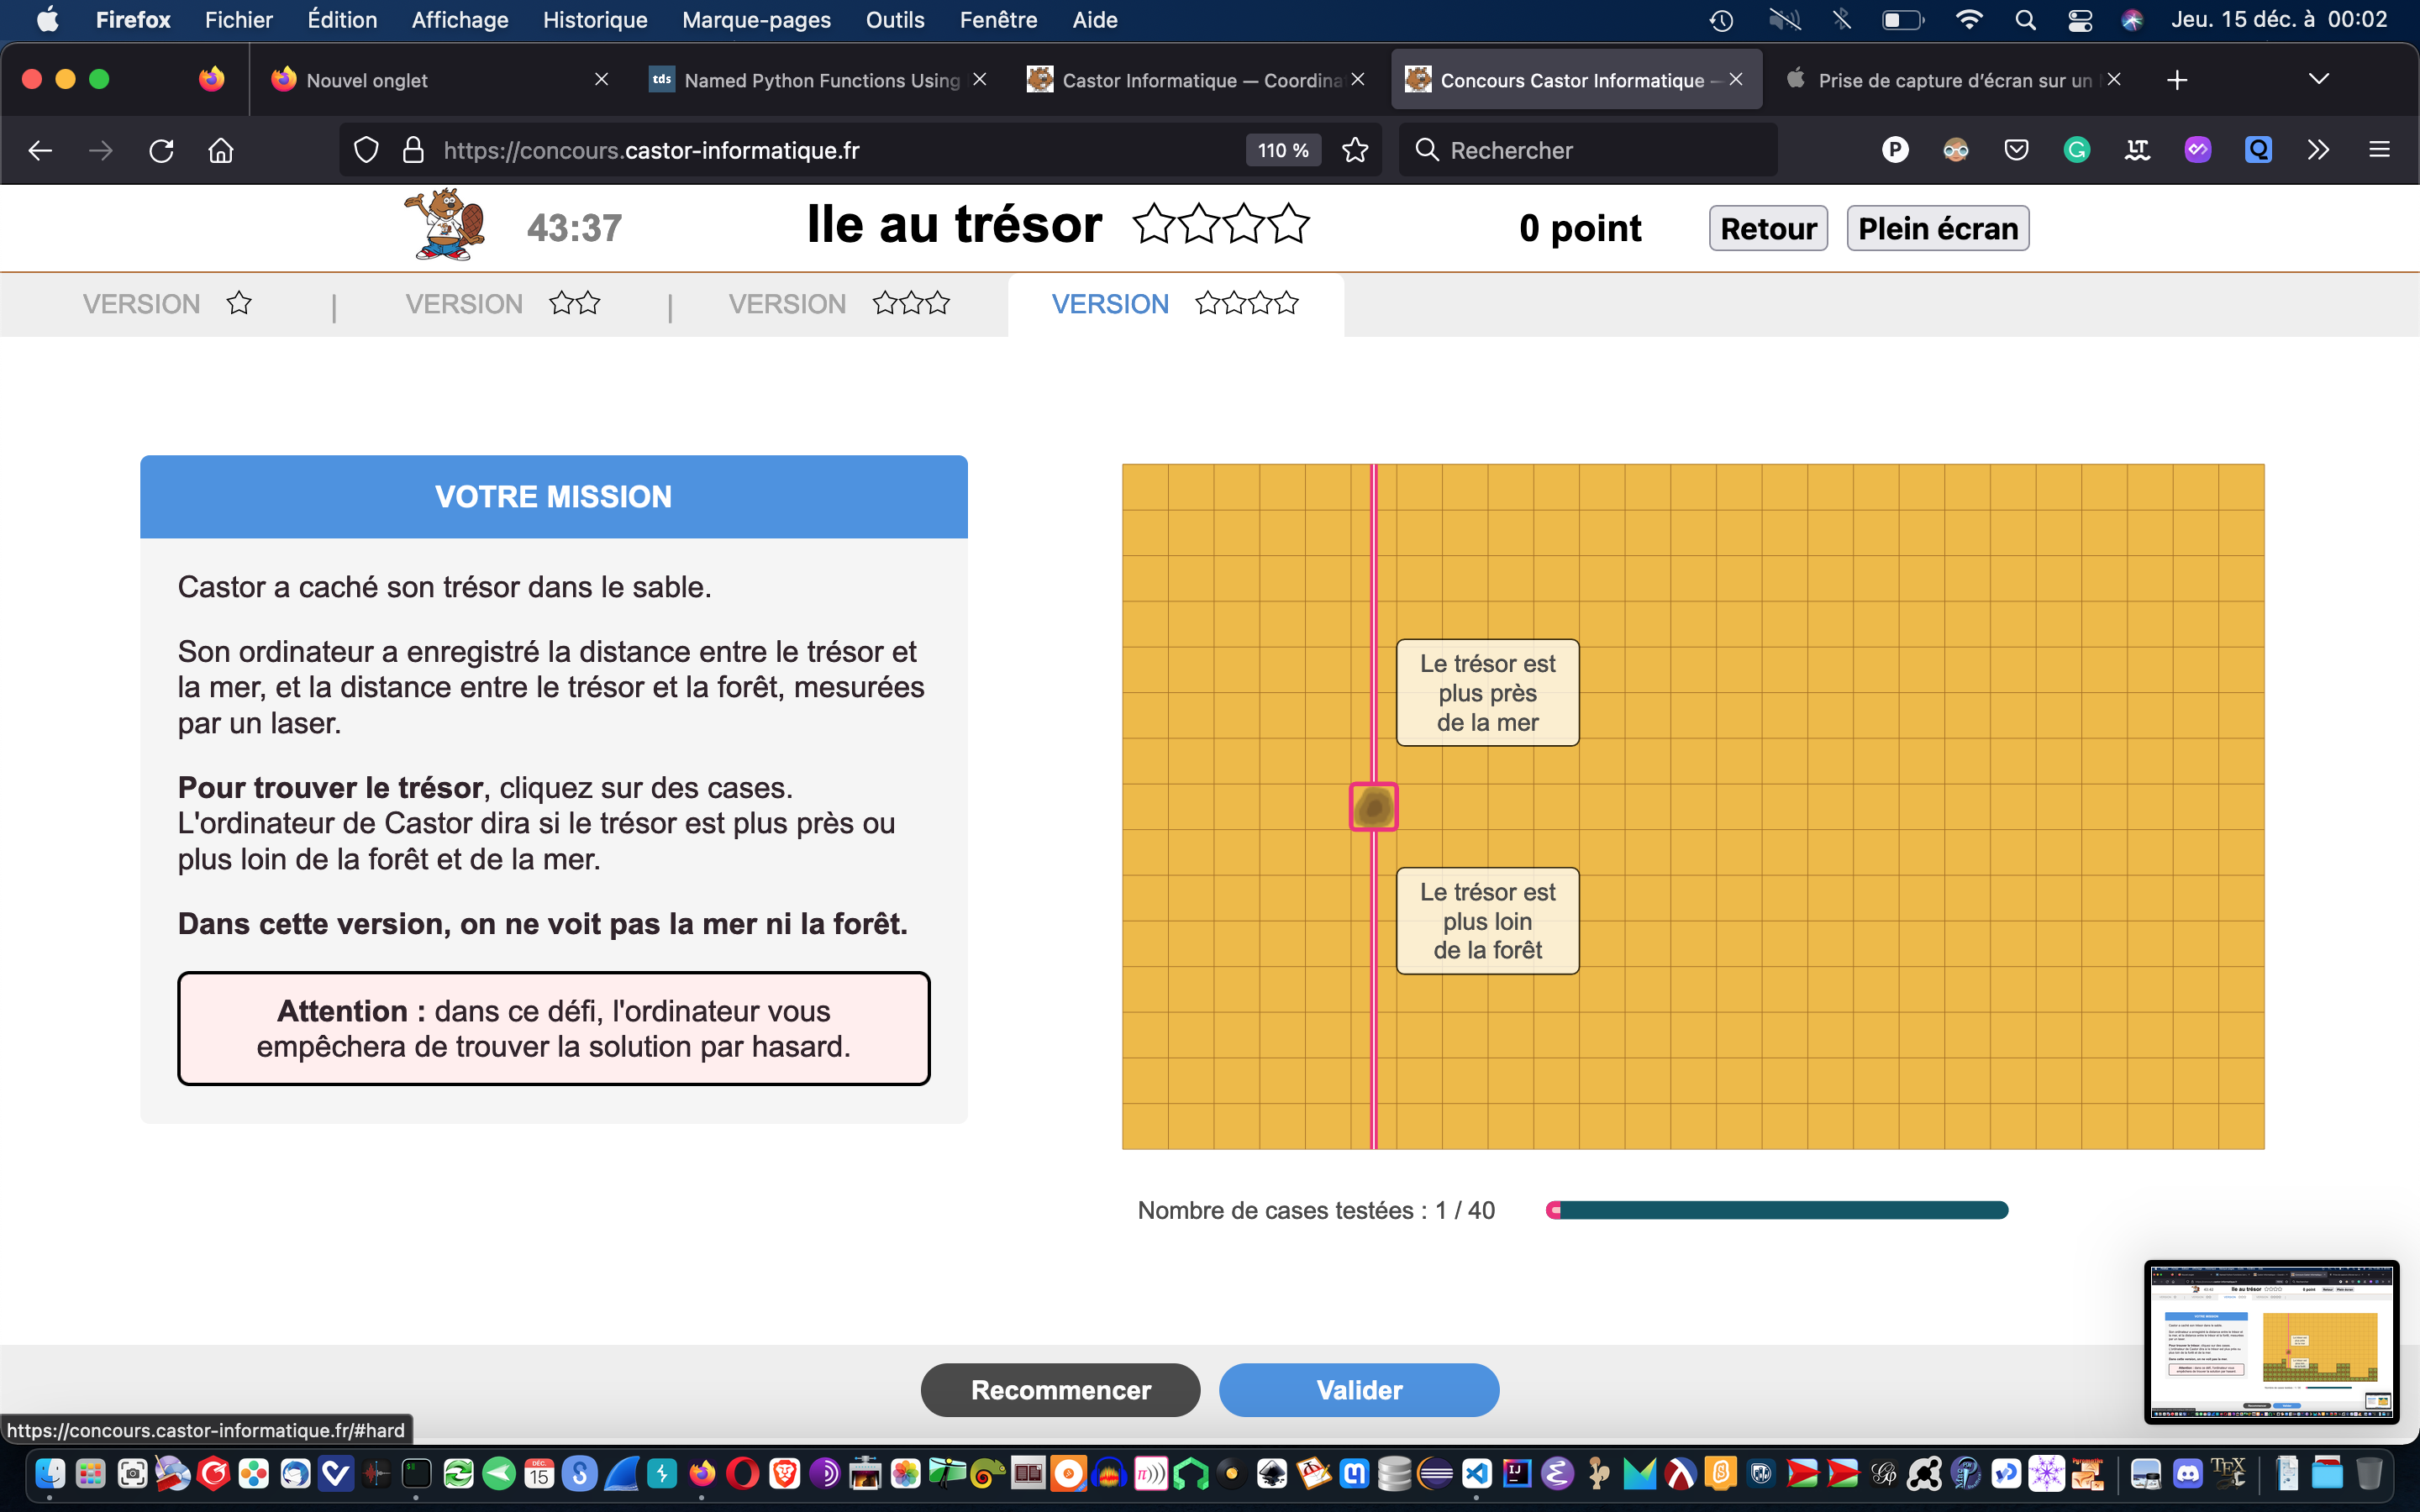 Firefox Fichier Édition Affichage Historique Marque-pages Outils Fenêtre Aide Jeu. 15 déc. à 00:02
Nouvel onglet tds Named Python Functions Using Castor Informatique — Coordina Concours Castor Informatique — Prise de capture d’écran sur un
https://concours.castor-informatique.fr 110 % Rechercher
43:37 Ile au trésor 0 point Retour Plein écran
VERSION | VERSION | VERSION VERSION
VOTRE MISSION
Castor a caché son trésor dans le sable.
Son ordinateur a enregistré la distance entre le trésor et
la mer, et la distance entre le trésor et la forêt, mesurées
par un laser.
Pour trouver le trésor, cliquez sur des cases.
L'ordinateur de Castor dira si le trésor est plus près ou
plus loin de la forêt et de la mer.
Dans cette version, on ne voit pas la mer ni la forêt.
Attention : dans ce défi, l'ordinateur vous
empêchera de trouver la solution par hasard.
Le trésor est
plus près
de la mer
Le trésor est
plus loin
de la forêt
Nombre de cases testées : 1 / 40
Recommencer Valider
https://concours.castor-informatique.fr/#hard